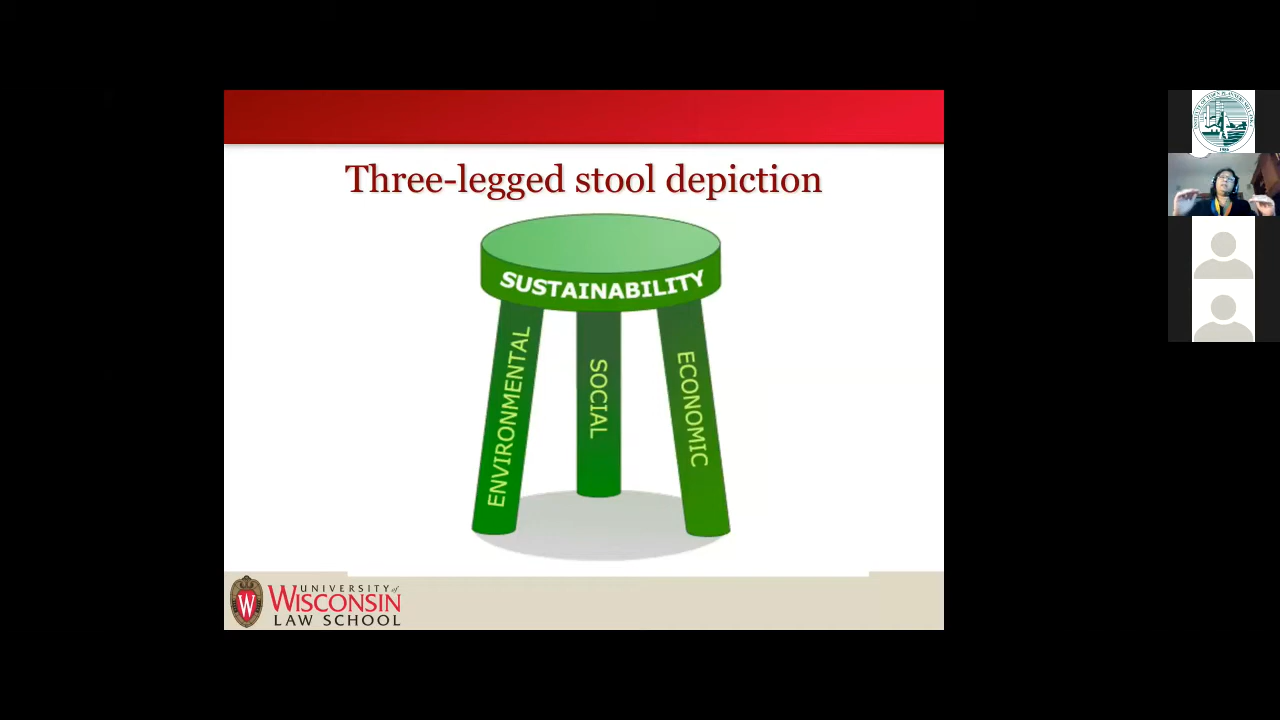 Three-legged stool depiction
SUSTAINABILITY
ENVIRONMENTAL
SOCIAL
ECONOMIC
W
UNIVERSITY of
WISCONSIN
LAW SCHOOL